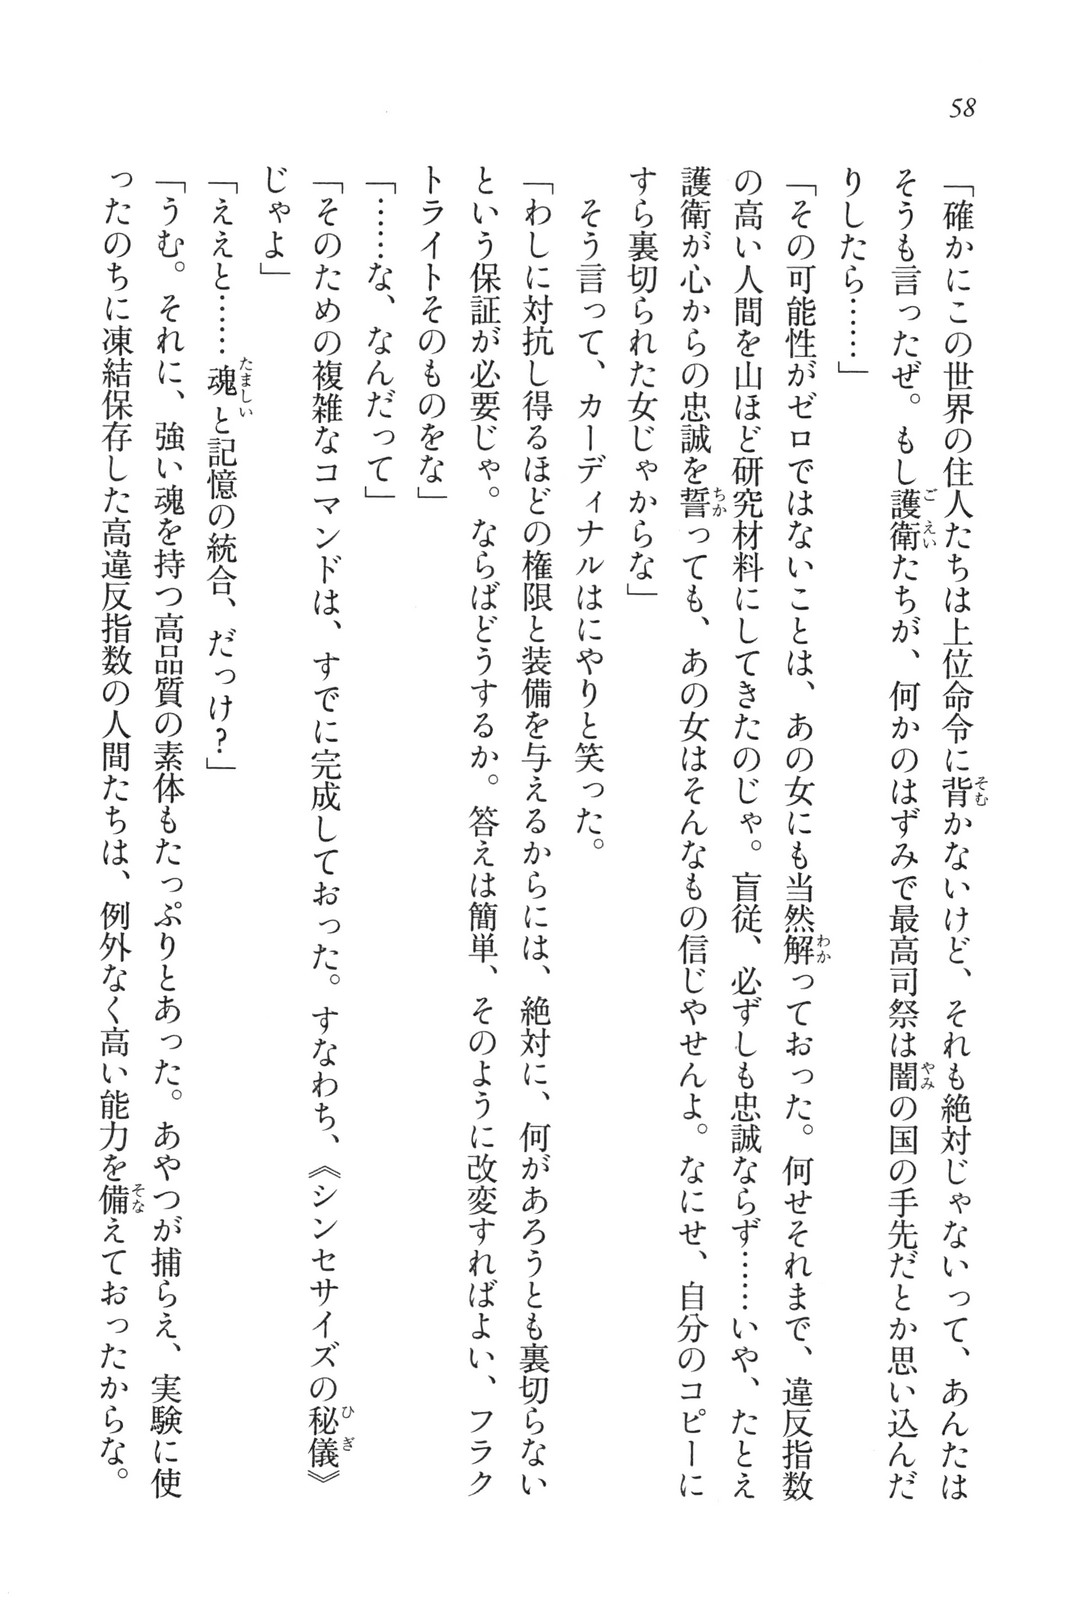 58
「確かにこの世界の住人たちは上位命令に背かないけど、それも絶対じゃないって、あんたは
そうも言ったぜ。もし護衛たちが、何かのはずみで最高司祭は闇の国の手先だとか思い込んだ
りしたら……」
「その可能性がゼロではないことは、あの女にも当然解っておった。何せそれまで、違反指数
の高い人間を山ほど研究材料にしてきたのじゃ。盲従、必ずしも忠誠ならず……いや、たとえ
護衛が心からの忠誠を誓っても、あの女はそんなもの信じやせんよ。なにせ、自分のコピーに
すら裏切られた女じゃからな」
そう言って、カーディナルはにやりと笑った。
「わしに対抗し得るほどの権限と装備を与えるからには、絶対に、何があろうとも裏切らない
という保証が必要じゃ。ならばどうするか。答えは簡単、そのように改変すればよい、フラク
トライトそのものをな」
「……な、なんだって」
「そのための複雑なコマンドは、すでに完成しておった。すなわち、《シンセサイズの秘儀》
じゃよ」
「ええと……魂と記憶の統合、だっけ?」
「うむ。それに、強い魂を持つ高品質の素体もたっぷりとあった。あやつが捕らえ、実験に使
ったのちに凍結保存した高違反指数の人間たちは、例外なく高い能力を備えておったからな。